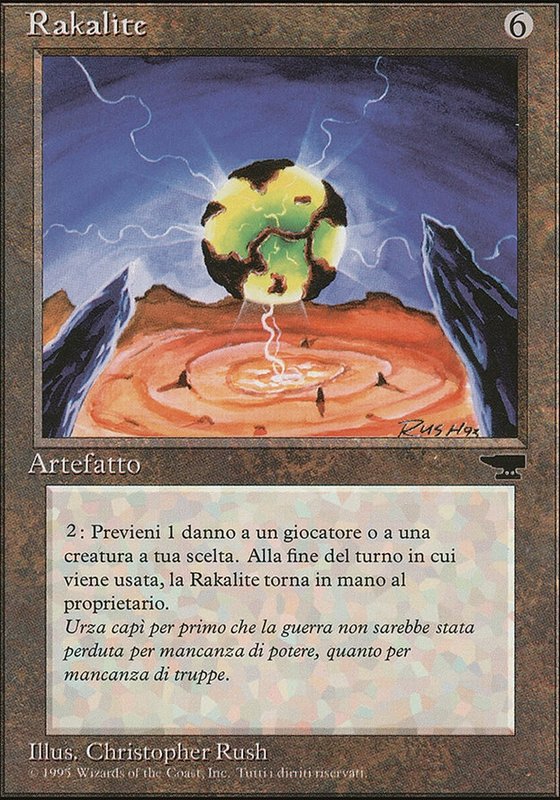 Rakalite 6
RUSH93
Artefatto
2: Previeni 1 danno a un giocatore o a una
creatura a tua scelta. Alla fine del turno in cui
viene usata, la Rakalite torna in mano al
proprietario.
Urza capì per primo che la guerra non sarebbe stata
perduta per mancanza di potere, quanto per
mancanza di truppe.
Illus. Christopher Rush
© 1995 Wizards of the Coast, Inc. Tutti i diritti riservati.